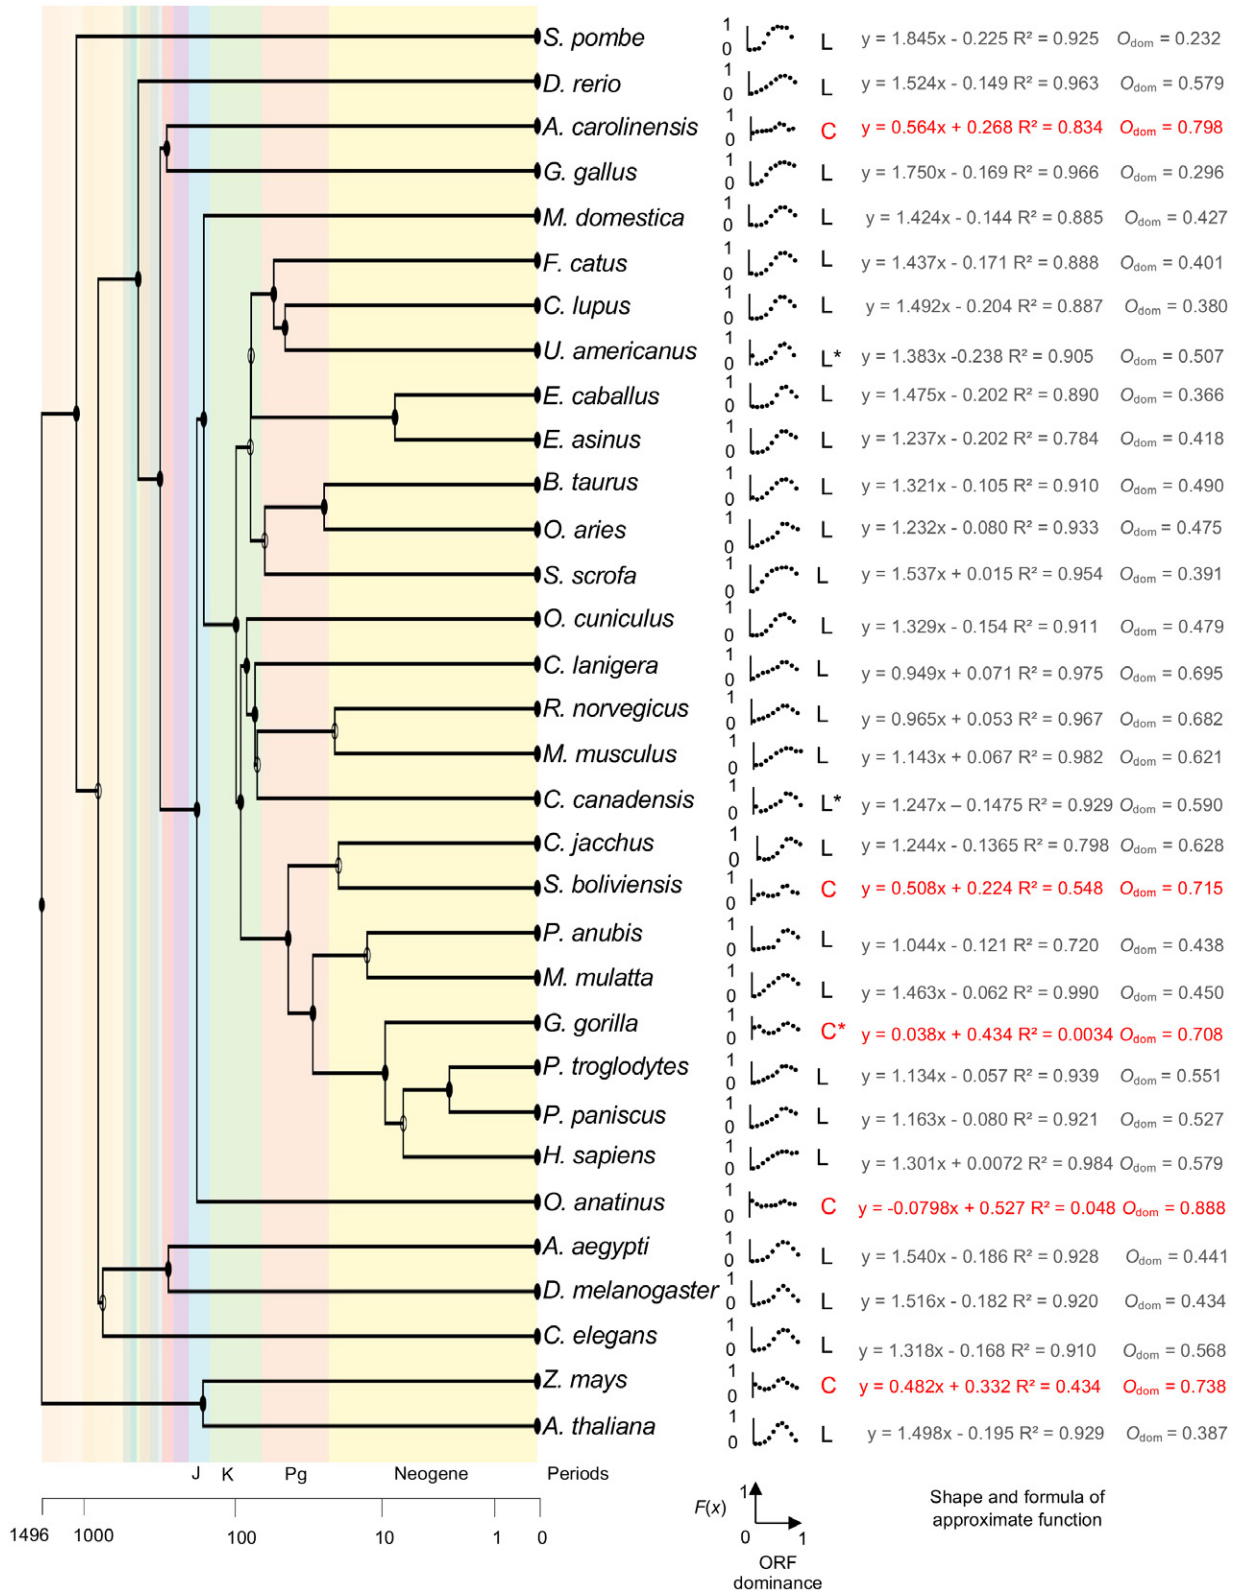 S. pombe 1 0 L y = 1.845x - 0.225 R² = 0.925 Odom = 0.232
D. rerio 1 0 L y = 1.524x - 0.149 R² = 0.963 Odom = 0.579
A. carolinensis 1 0 C y = 0.564x + 0.268 R² = 0.834 Odom = 0.798
G. gallus 1 0 L y = 1.750x - 0.169 R² = 0.966 Odom = 0.296
M. domestica 1 0 L y = 1.424x - 0.144 R² = 0.885 Odom = 0.427
F. catus 1 0 L y = 1.437x - 0.171 R² = 0.888 Odom = 0.401
C. lupus 1 0 L y = 1.492x - 0.204 R² = 0.887 Odom = 0.380
U. americanus 1 0 L* y = 1.383x -0.238 R² = 0.905 Odom = 0.507
E. caballus 1 0 L y = 1.475x - 0.202 R² = 0.890 Odom = 0.366
E. asinus 1 0 L y = 1.237x - 0.202 R² = 0.784 Odom = 0.418
B. taurus 1 0 L y = 1.321x - 0.105 R² = 0.910 Odom = 0.490
O. aries 1 0 L y = 1.232x - 0.080 R² = 0.933 Odom = 0.475
S. scrofa 1 0 L y = 1.537x + 0.015 R² = 0.954 Odom = 0.391
O. cuniculus 1 0 L y = 1.329x - 0.154 R² = 0.911 Odom = 0.479
C. lanigera 1 0 L y = 0.949x + 0.071 R² = 0.975 Odom = 0.695
R. norvegicus 1 0 L y = 0.965x + 0.053 R² = 0.967 Odom = 0.682
M. musculus 1 0 L y = 1.143x + 0.067 R² = 0.982 Odom = 0.621
C. canadensis 1 0 L* y = 1.247x – 0.1475 R² = 0.929 Odom = 0.590
C. jacchus 1 0 L y = 1.244x - 0.1365 R² = 0.798 Odom = 0.628
S. boliviensis 1 0 C y = 0.508x + 0.224 R² = 0.548 Odom = 0.715
P. anubis 1 0 L y = 1.044x - 0.121 R² = 0.720 Odom = 0.438
M. mulatta 1 0 L y = 1.463x - 0.062 R² = 0.990 Odom = 0.450
G. gorilla 1 0 C* y = 0.038x + 0.434 R² = 0.0034 Odom = 0.708
P. troglodytes 1 0 L y = 1.134x - 0.057 R² = 0.939 Odom = 0.551
P. paniscus 1 0 L y = 1.163x - 0.080 R² = 0.921 Odom = 0.527
H. sapiens 1 0 L y = 1.301x + 0.0072 R² = 0.984 Odom = 0.579
O. anatinus 1 0 C y = -0.0798x + 0.527 R² = 0.048 Odom = 0.888
A. aegypti 1 0 L y = 1.540x - 0.186 R² = 0.928 Odom = 0.441
D. melanogaster 1 0 L y = 1.516x - 0.182 R² = 0.920 Odom = 0.434
C. elegans 1 0 L y = 1.318x - 0.168 R² = 0.910 Odom = 0.568
Z. mays 1 0 C y = 0.482x + 0.332 R² = 0.434 Odom = 0.738
A. thaliana 1 0 L y = 1.498x - 0.195 R² = 0.929 Odom = 0.387
J K Pg Neogene Periods
1496 1000 100 10 1 0
1
F(x)
0 1
ORF
dominance
Shape and formula of
approximate function